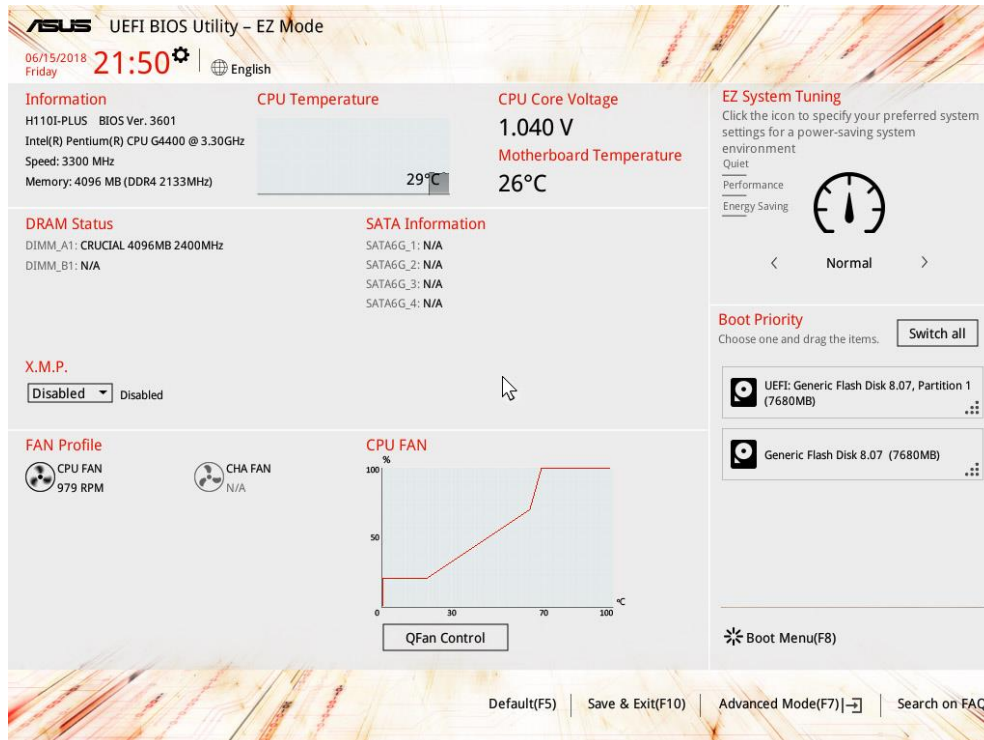 ASUS UEFI BIOS Utility – EZ Mode
06/15/2018
Friday
21:50
English
Information
H110I-PLUS BIOS Ver. 3601
Intel(R) Pentium(R) CPU G4400 @ 3.30GHz
Speed: 3300 MHz
Memory: 4096 MB (DDR4 2133MHz)
CPU Temperature
29°C
CPU Core Voltage
1.040 V
Motherboard Temperature
26°C
EZ System Tuning
Click the icon to specify your preferred system
settings for a power-saving system
environment
Quiet
Performance
Energy Saving
< Normal >
DRAM Status
DIMM_A1: CRUCIAL 4096MB 2400MHz
DIMM_B1: N/A
SATA Information
SATA6G_1: N/A
SATA6G_2: N/A
SATA6G_3: N/A
SATA6G_4: N/A
X.M.P.
Disabled Disabled
Boot Priority
Choose one and drag the items.
Switch all
UEFI: Generic Flash Disk 8.07, Partition 1
(7680MB)
Generic Flash Disk 8.07 (7680MB)
FAN Profile
CPU FAN
979 RPM
CHA FAN
N/A
CPU FAN
%
100
50
0 30 70 100
°C
QFan Control
Boot Menu(F8)
Default(F5) Save & Exit(F10) Advanced Mode(F7) Search on FAQ